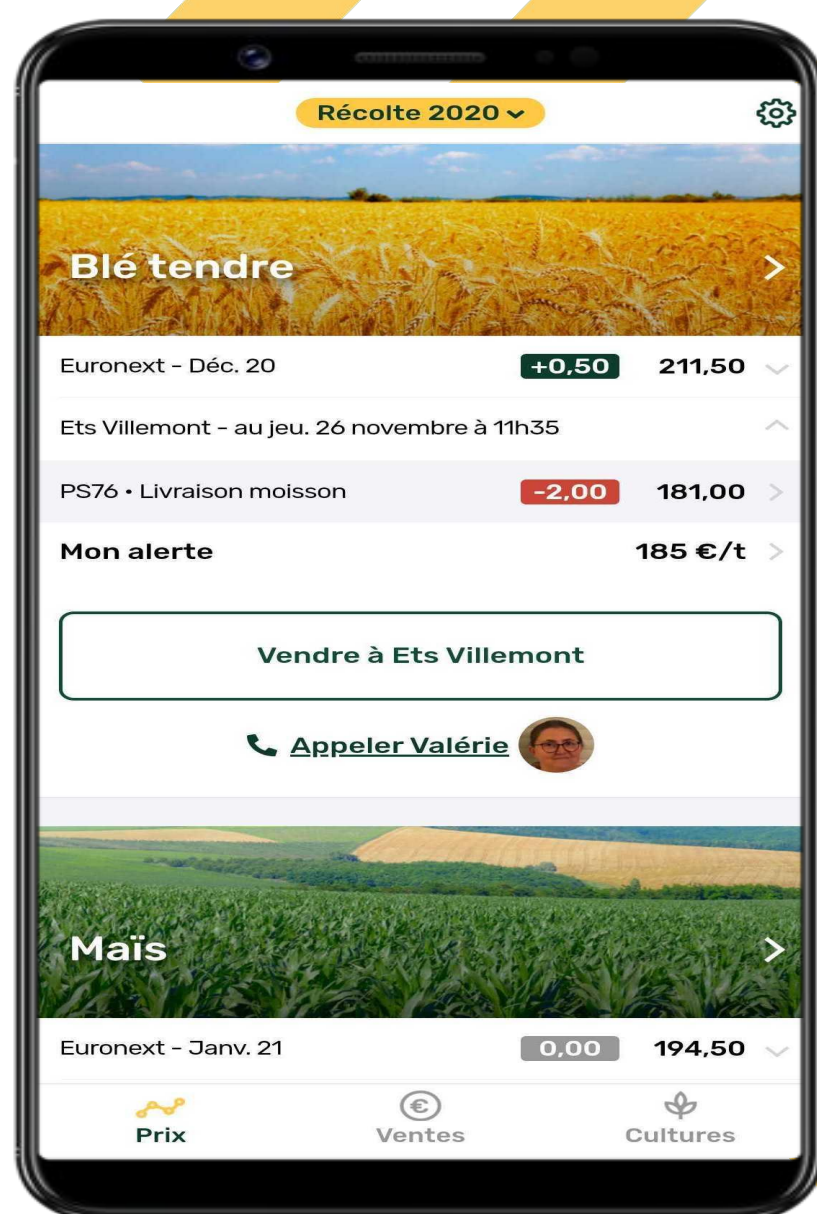 Récolte 2020
Blé tendre
Euronext - Déc. 20 +0,50 211,50
Ets Villemont - au jeu. 26 novembre à 11h35
PS76 • Livraison moisson -2,00 181,00
Mon alerte 185 €/t
Vendre à Ets Villemont
Appeler Valérie
Maïs
Euronext - Janv. 21 0,00 194,50
Prix Ventes Cultures